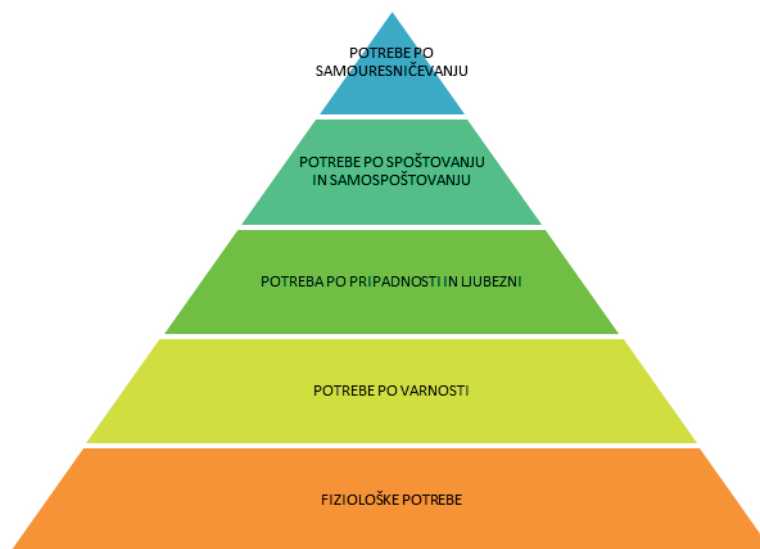 POTREBE PO
SAMOURESNIČEVANJU
POTREBE PO SPOŠTOVANJU
IN SAMOSPOŠTOVANJU
POTREBA PO PRIPADNOSTI IN LJUBEZNI
POTREBE PO VARNOSTI
FIZIOLOŠKE POTREBE